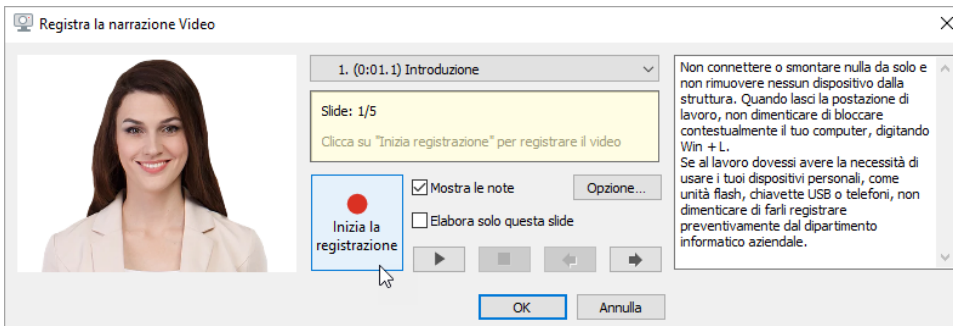 Registra la narrazione Video
1. (0:01.1) Introduzione
Slide: 1/5
Clicca su "Inizia registrazione" per registrare il video
Inizia la
registrazione
Mostra le note
Opzione...
Elabora solo questa slide
OK
Annulla
Non connettere o smontare nulla da solo e
non rimuovere nessun dispositivo dalla
struttura. Quando lasci la postazione di
lavoro, non dimenticare di bloccare
contestualmente il tuo computer, digitando
Win + L.
Se al lavoro dovessi avere la necessità di
usare i tuoi dispositivi personali, come
unità flash, chiavette USB o telefoni, non
dimenticare di farli registrare
preventivamente dal dipartimento
informatico aziendale.